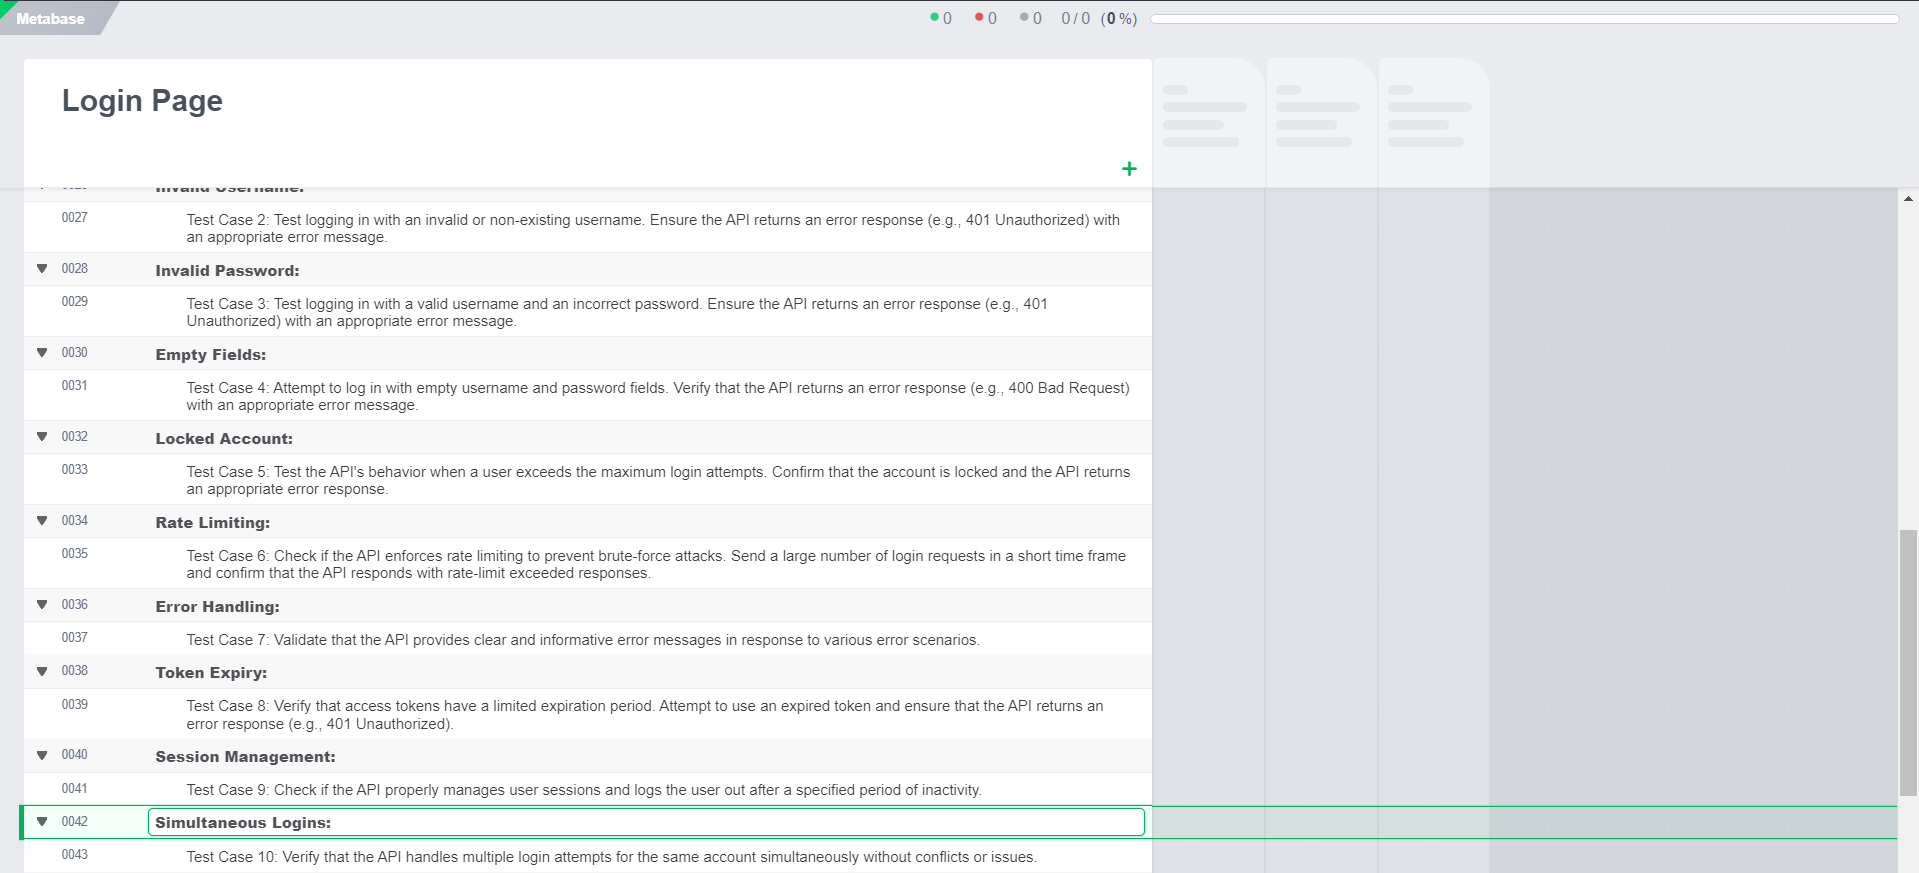 Metabase
0 0 0 0/0 (0 %)
Login Page
+
Invalid Username:
0027
Test Case 2: Test logging in with an invalid or non-existing username. Ensure the API returns an error response (e.g., 401 Unauthorized) with
an appropriate error message.
0028 Invalid Password:
0029
Test Case 3: Test logging in with a valid username and an incorrect password. Ensure the API returns an error response (e.g., 401
Unauthorized) with an appropriate error message.
0030 Empty Fields:
0031
Test Case 4: Attempt to log in with empty username and password fields. Verify that the API returns an error response (e.g., 400 Bad Request)
with an appropriate error message.
0032 Locked Account:
0033
Test Case 5: Test the API's behavior when a user exceeds the maximum login attempts. Confirm that the account is locked and the API returns
an appropriate error response.
0034 Rate Limiting:
0035
Test Case 6: Check if the API enforces rate limiting to prevent brute-force attacks. Send a large number of login requests in a short time frame
and confirm that the API responds with rate-limit exceeded responses.
0036 Error Handling:
0037 Test Case 7: Validate that the API provides clear and informative error messages in response to various error scenarios.
0038 Token Expiry:
0039
Test Case 8: Verify that access tokens have a limited expiration period. Attempt to use an expired token and ensure that the API returns an
error response (e.g., 401 Unauthorized).
0040 Session Management:
0041 Test Case 9: Check if the API properly manages user sessions and logs the user out after a specified period of inactivity.
0042 Simultaneous Logins:
0043 Test Case 10: Verify that the API handles multiple login attempts for the same account simultaneously without conflicts or issues.